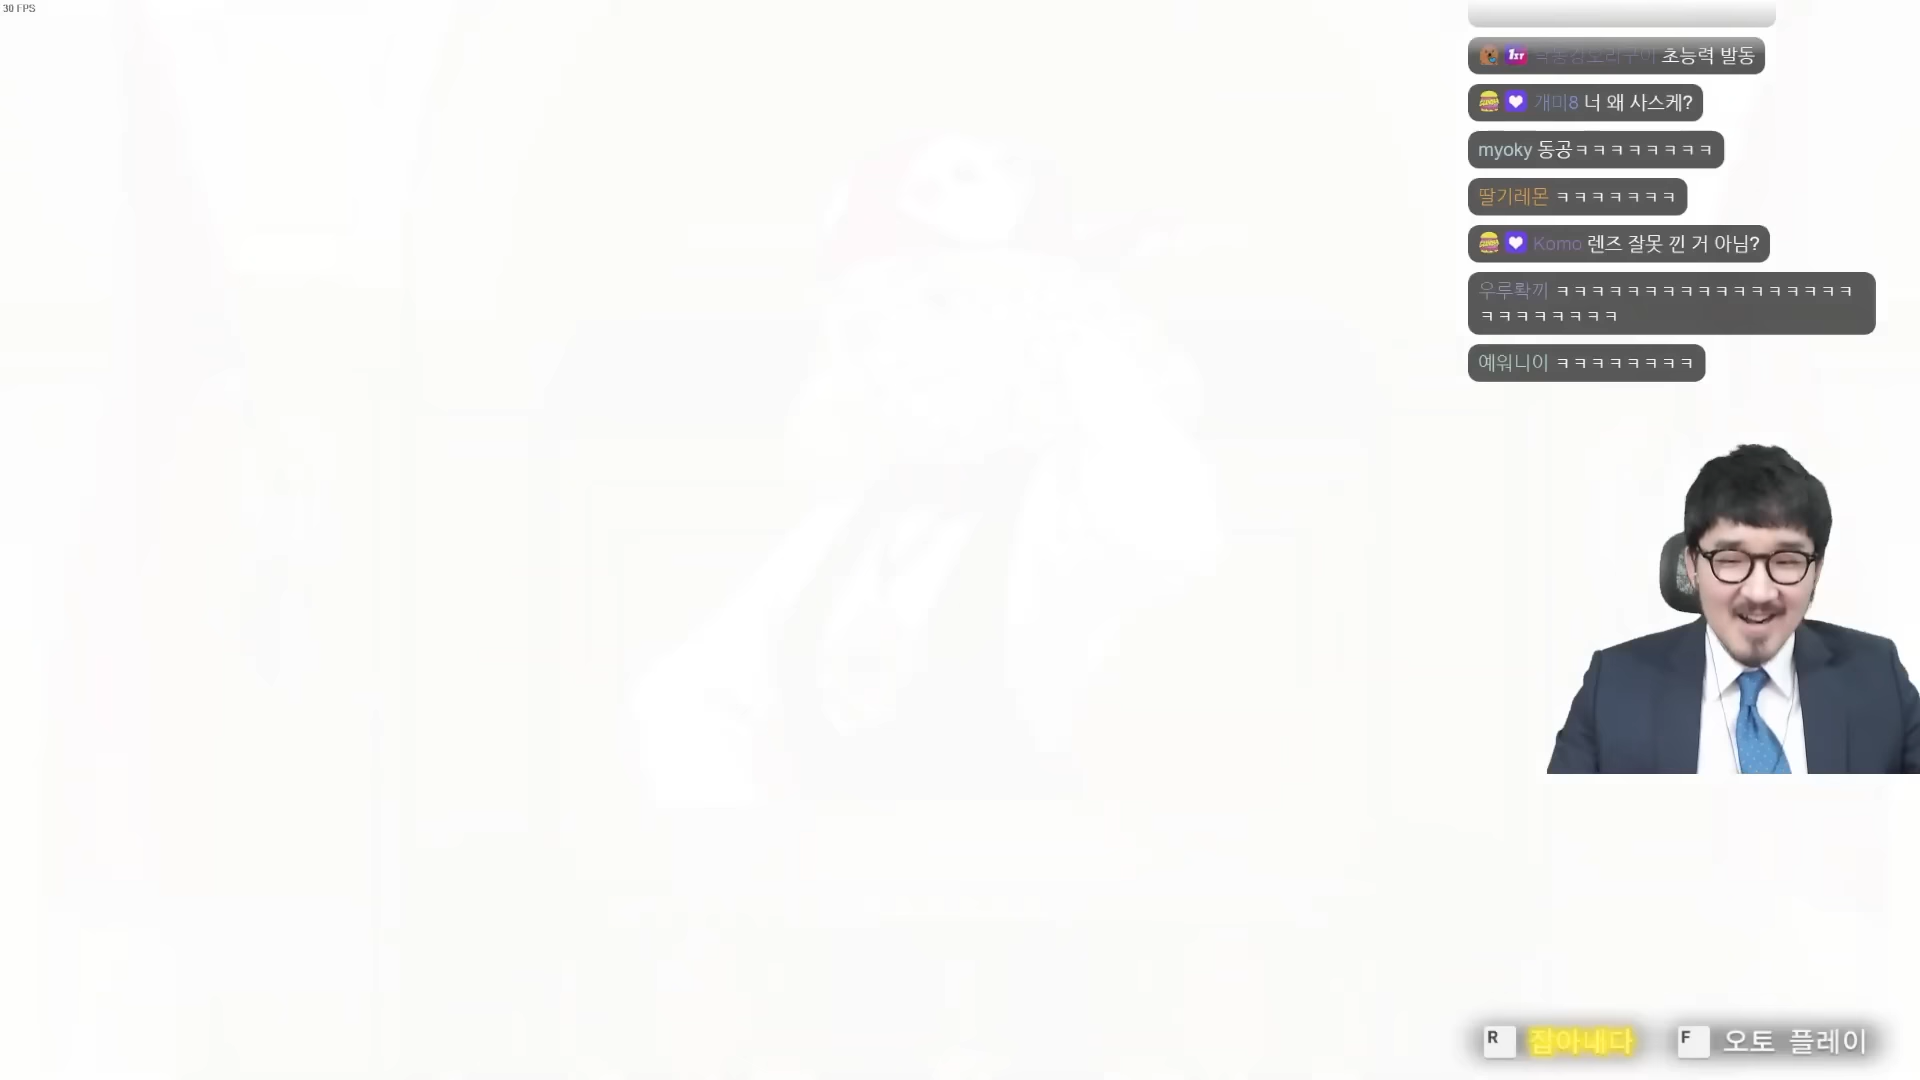 30 FPS
초능력 발동
개미8 너 왜 사스케?
myoky 동공ㅋㅋㅋㅋㅋㅋㅋㅋ
딸기레몬 ㅋㅋㅋㅋㅋㅋㅋ
Komo 렌즈 잘못 낀 거 아님?
우루롹끼 ㅋㅋㅋㅋㅋㅋㅋㅋㅋㅋㅋㅋㅋㅋㅋㅋㅋ
ㅋㅋㅋㅋㅋㅋㅋㅋ
예워니이 ㅋㅋㅋㅋㅋㅋㅋㅋ
R 잡아내다 F 오토 플레이